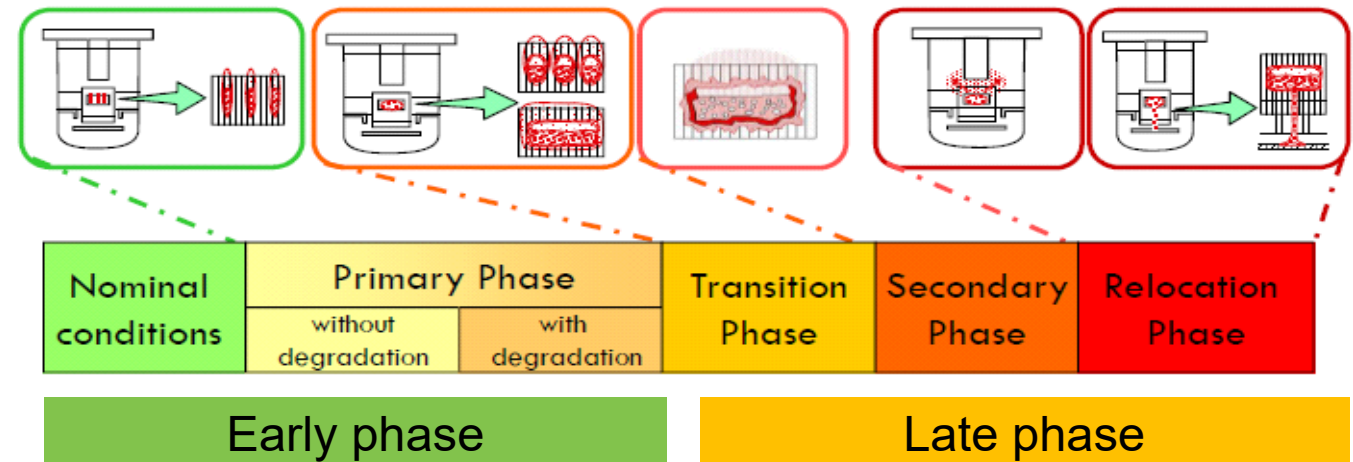 Nominal
conditions
Primary Phase
without
degradation
with
degradation
Transition
Phase
Secondary
Phase
Relocation
Phase
Early phase
Late phase